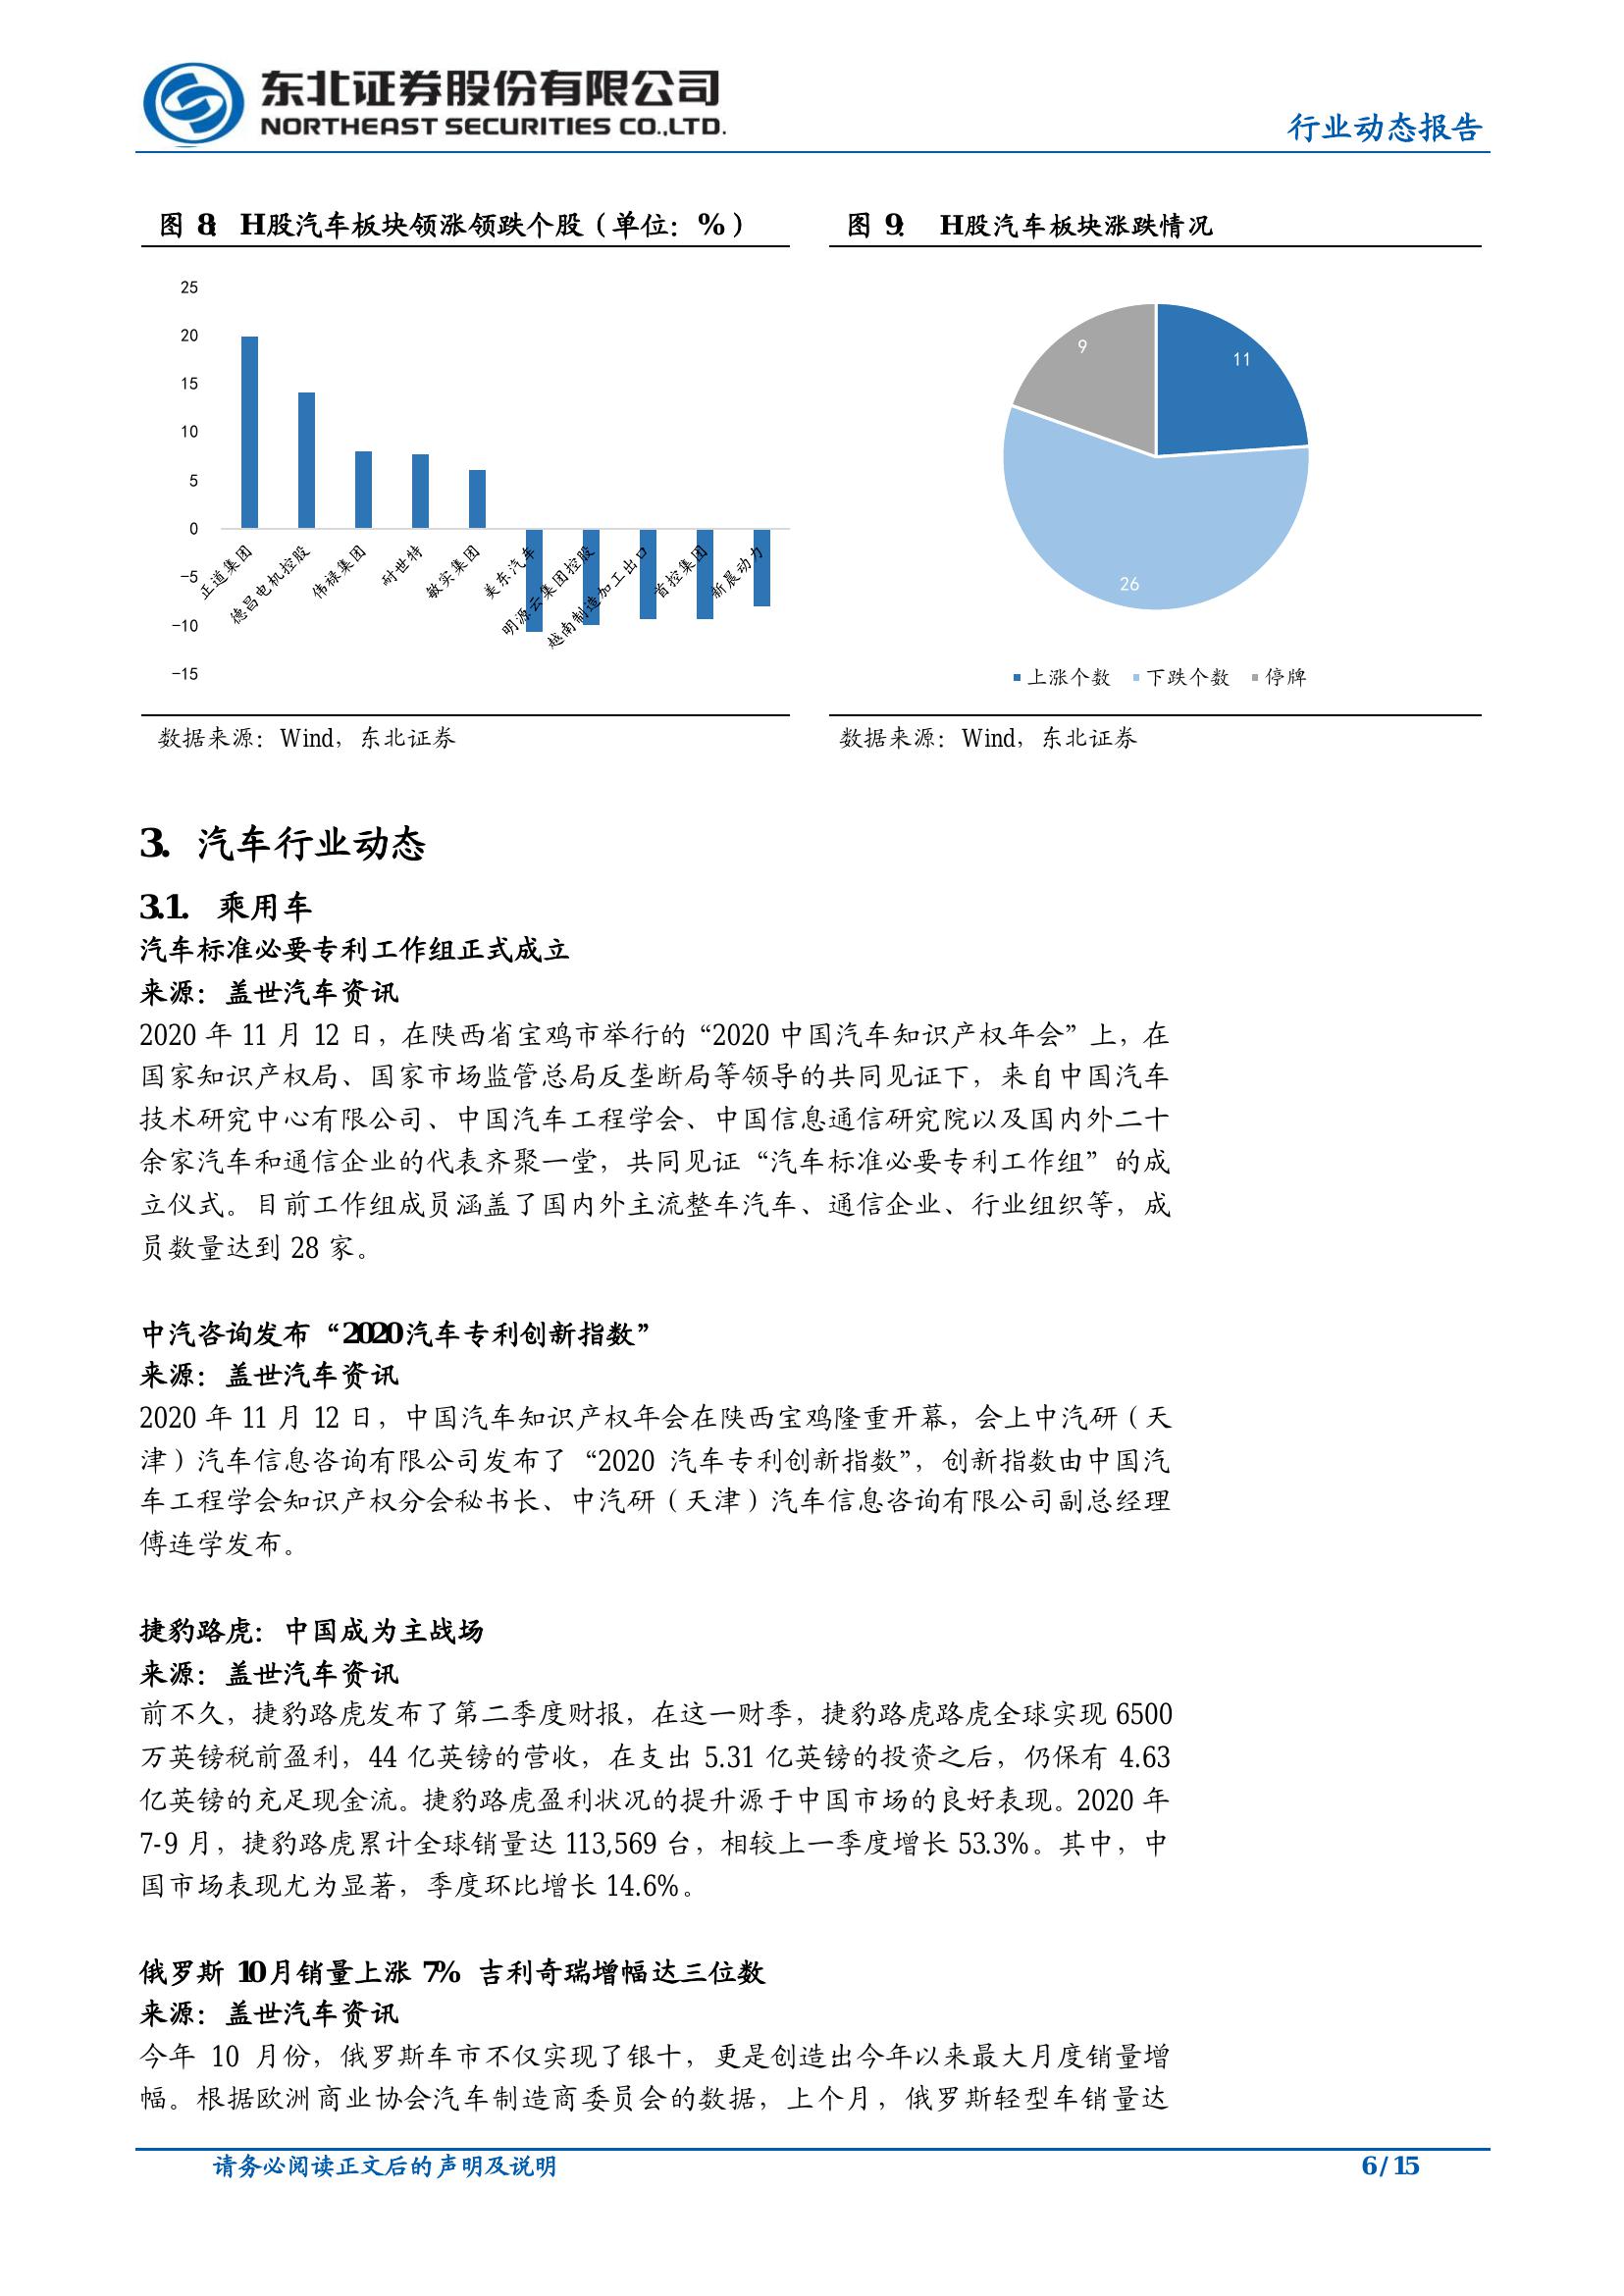 东北证券股份有限公司
NORTHEAST SECURITIES CO.,LTD.
行业动态报告
图 8: H股汽车板块领涨领跌个股（单位：%）
25
20
15
10
5
0
-5
-10
-15
正道集团
德昌电机控股
伟禄集团
耐世特
敏实集团
美东汽车
明源云集团控股
越南制造加工出口
首控集团
新晨动力
数据来源：Wind，东北证券
图 9: H股汽车板块涨跌情况
9
11
26
上涨个数 下跌个数 停牌
数据来源：Wind，东北证券
3. 汽车行业动态
3.1. 乘用车
汽车标准必要专利工作组正式成立
来源：盖世汽车资讯
2020 年 11 月 12 日，在陕西省宝鸡市举行的“2020 中国汽车知识产权年会”上，在
国家知识产权局、国家市场监管总局反垄断局等领导的共同见证下，来自中国汽车
技术研究中心有限公司、中国汽车工程学会、中国信息通信研究院以及国内外二十
余家汽车和通信企业的代表齐聚一堂，共同见证“汽车标准必要专利工作组”的成
立仪式。目前工作组成员涵盖了国内外主流整车汽车、通信企业、行业组织等，成
员数量达到 28 家。
中汽咨询发布“2020汽车专利创新指数”
来源：盖世汽车资讯
2020 年 11 月 12 日，中国汽车知识产权年会在陕西宝鸡隆重开幕，会上中汽研（天
津）汽车信息咨询有限公司发布了“2020 汽车专利创新指数”，创新指数由中国汽
车工程学会知识产权分会秘书长、中汽研（天津）汽车信息咨询有限公司副总经理
傅连学发布。
捷豹路虎：中国成为主战场
来源：盖世汽车资讯
前不久，捷豹路虎发布了第二季度财报，在这一财季，捷豹路虎路虎全球实现 6500
万英镑税前盈利，44 亿英镑的营收，在支出 5.31 亿英镑的投资之后，仍保有 4.63
亿英镑的充足现金流。捷豹路虎盈利状况的提升源于中国市场的良好表现。2020 年
7-9 月，捷豹路虎累计全球销量达 113,569 台，相较上一季度增长 53.3%。其中，中
国市场表现尤为显著，季度环比增长 14.6%。
俄罗斯 10月销量上涨 7% 吉利奇瑞增幅达三位数
来源：盖世汽车资讯
今年 10 月份，俄罗斯车市不仅实现了银十，更是创造出今年以来最大月度销量增
幅。根据欧洲商业协会汽车制造商委员会的数据，上个月，俄罗斯轻型车销量达
请务必阅读正文后的声明及说明
6 / 15